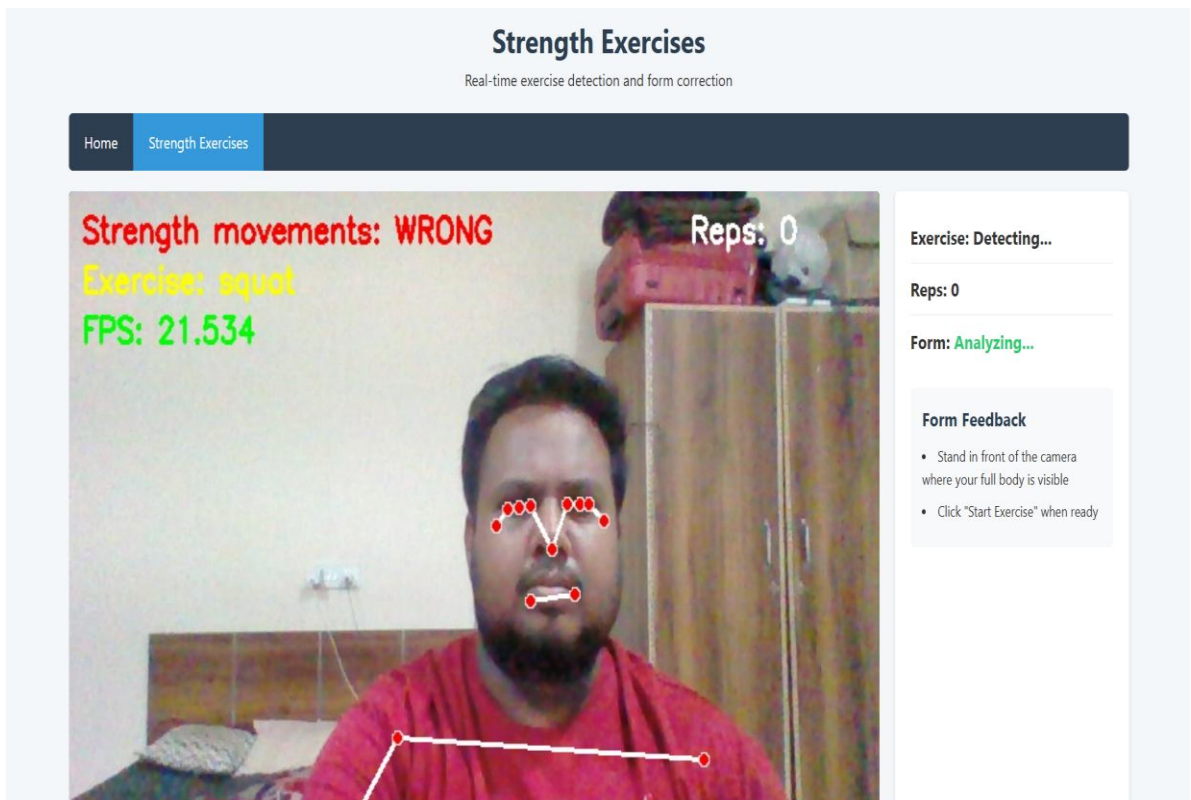 Strength Exercises
Real-time exercise detection and form correction
Home
Strength Exercises
Strength movements: WRONG
Reps: 0
Exercise: squat
FPS: 21.534
Exercise: Detecting...
Reps: 0
Form: Analyzing...
Form Feedback
• Stand in front of the camera
where your full body is visible
• Click "Start Exercise" when ready